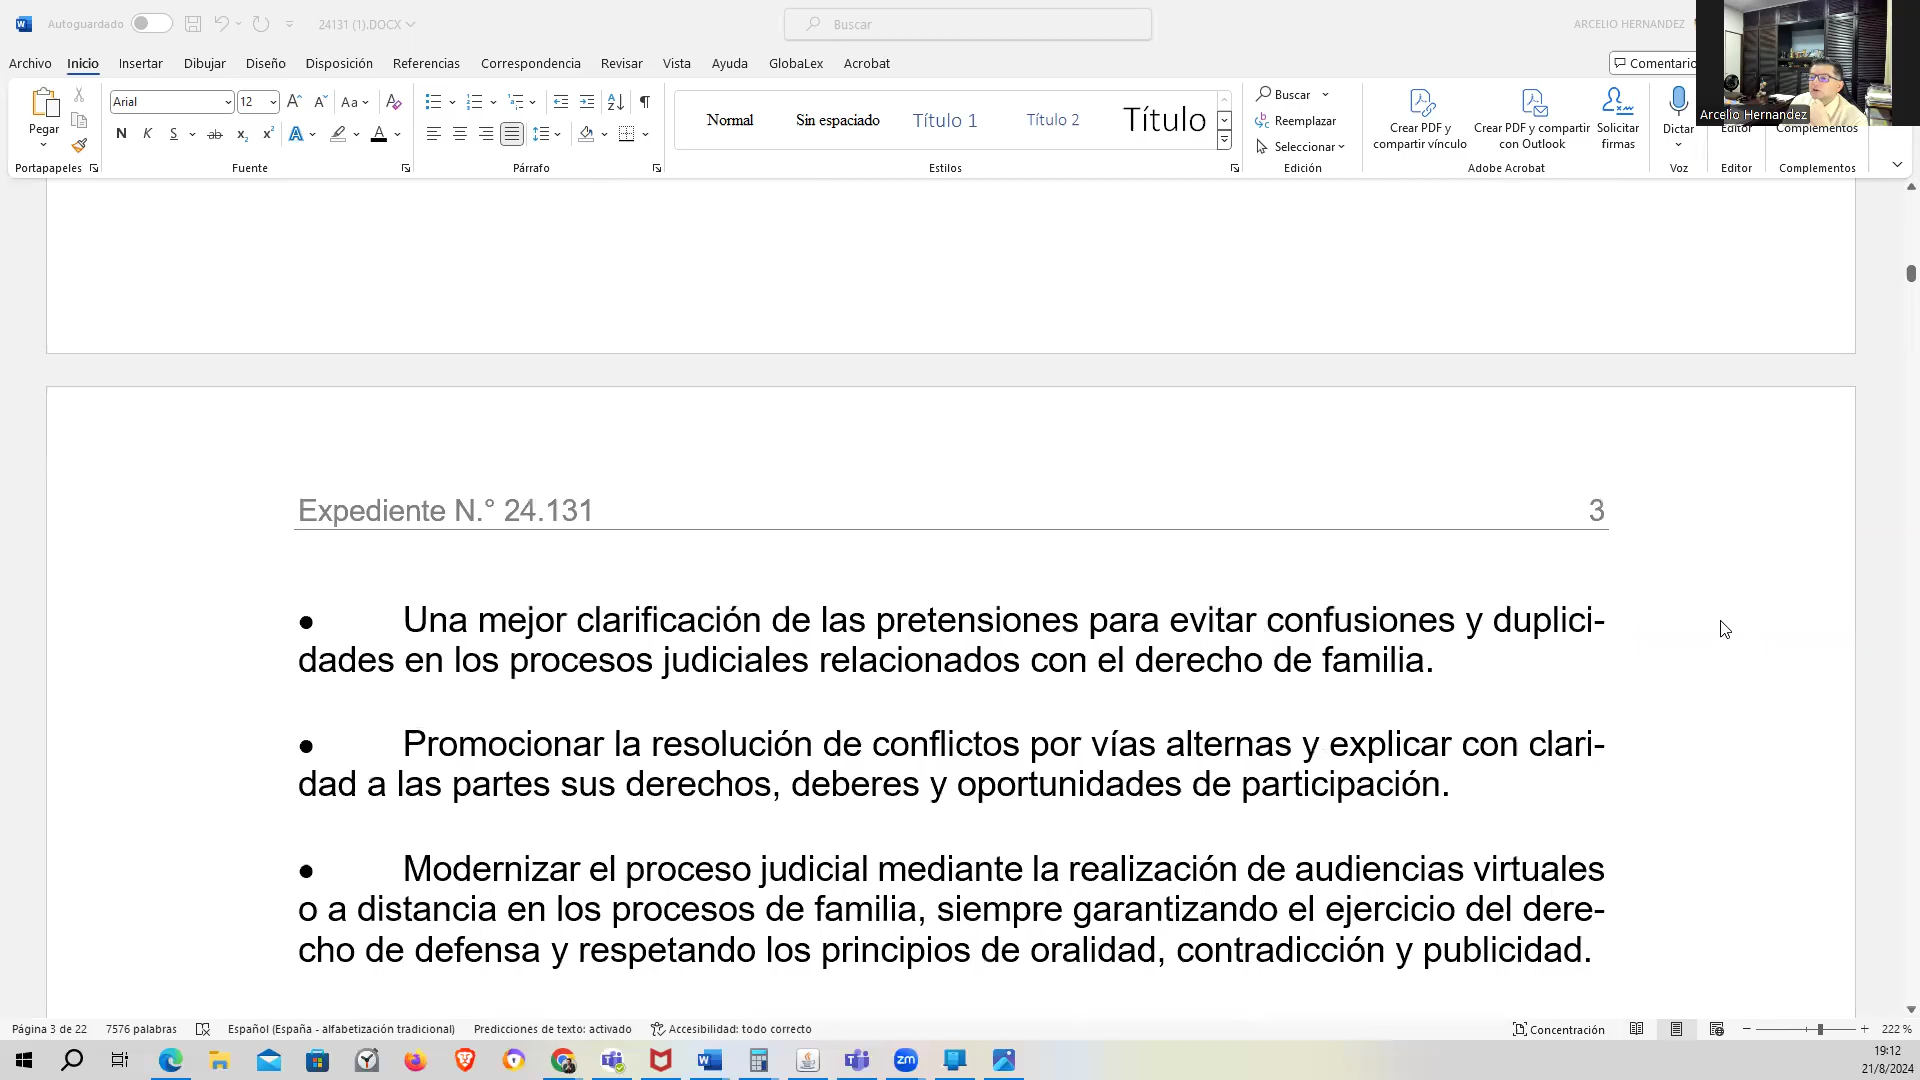 Autoguardado
24131 (1).DOCX
Buscar
ARCELIO HERNANDEZ
Archivo Inicio Insertar Dibujar Diseño Disposición Referencias Correspondencia Revisar Vista Ayuda GlobaLex Acrobat
Comentario
Arcelio Hernandez
Pegar
Portapapeles
Arial 12
Aa
N K S ab x₂ x²
Fuente
Párrafo
Normal Sin espaciado Título 1 Título 2 Título
Estilos
Buscar
Reemplazar
Seleccionar
Edición
Crear PDF y compartir vínculo
Crear PDF y compartir con Outlook
Solicitar firmas
Adobe Acrobat
Dictar
Voz
Editor
Editor
Complementos
Complementos
Expediente N.° 24.131 3
● Una mejor clarificación de las pretensiones para evitar confusiones y duplici-
dades en los procesos judiciales relacionados con el derecho de familia.
● Promocionar la resolución de conflictos por vías alternas y explicar con clari-
dad a las partes sus derechos, deberes y oportunidades de participación.
● Modernizar el proceso judicial mediante la realización de audiencias virtuales
o a distancia en los procesos de familia, siempre garantizando el ejercicio del dere-
cho de defensa y respetando los principios de oralidad, contradicción y publicidad.
Página 3 de 22 7576 palabras Español (España - alfabetización tradicional) Predicciones de texto: activado Accesibilidad: todo correcto Concentración 222 %
zm
19:12
21/8/2024